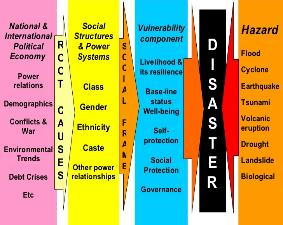 National &
International
Political
Economy
Power
relations
Demographics
Conflicts &
War
Environmental
Trends
Debt Crises
Etc
ROOT CAUSES
Social
Structures
& Power
Systems
Class
Gender
Ethnicity
Caste
Other power
relationships
SOCIAL FRAME
Vulnerability
component
Livelihood &
its resilience
Base-line
status
Well-being
Self-
protection
Social
Protection
Governance
DISASTER
Hazard
Flood
Cyclone
Earthquake
Tsunami
Volcanic
eruption
Drought
Landslide
Biological